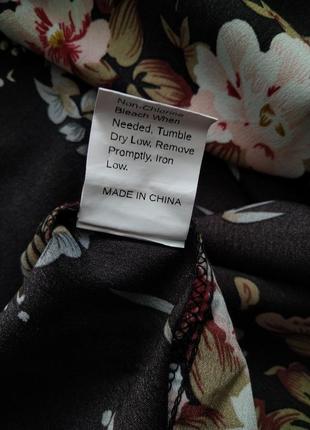 Non-Chlorine
Bleach When
Needed, Tumble
Dry Low, Remove
Promptly, Iron
Low.
MADE IN CHINA